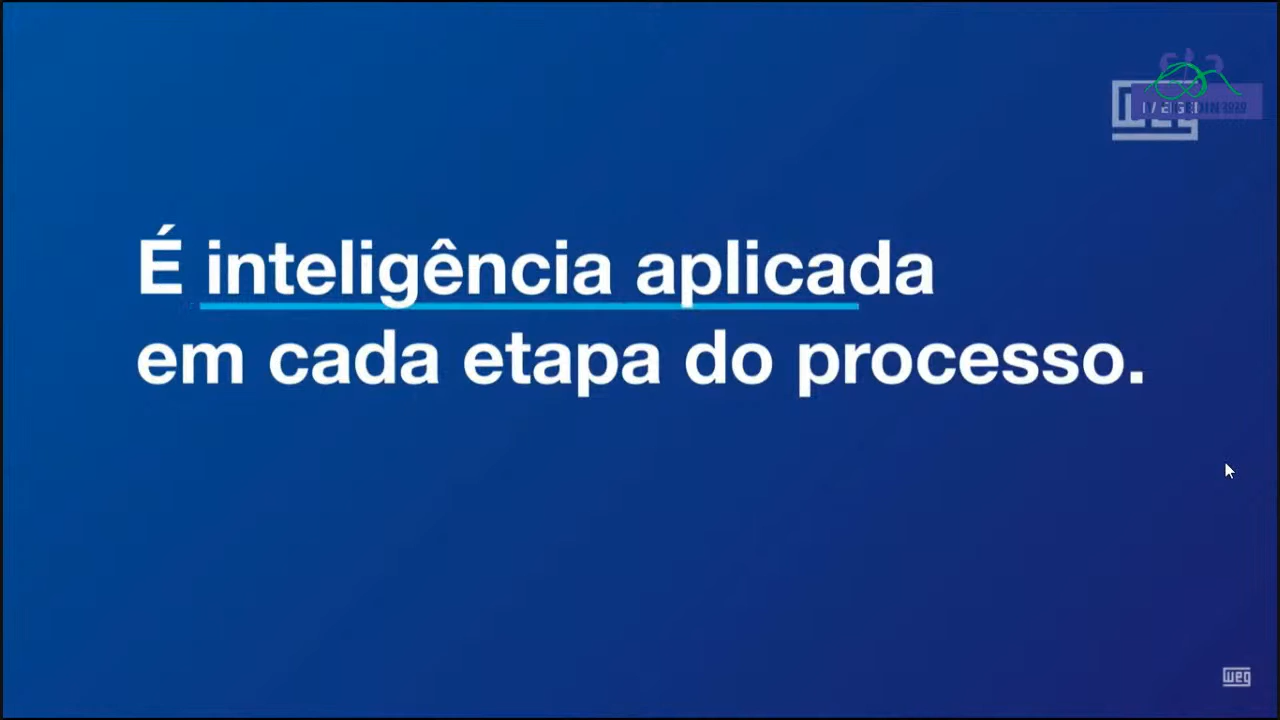 É inteligência aplicada
em cada etapa do processo.
weg